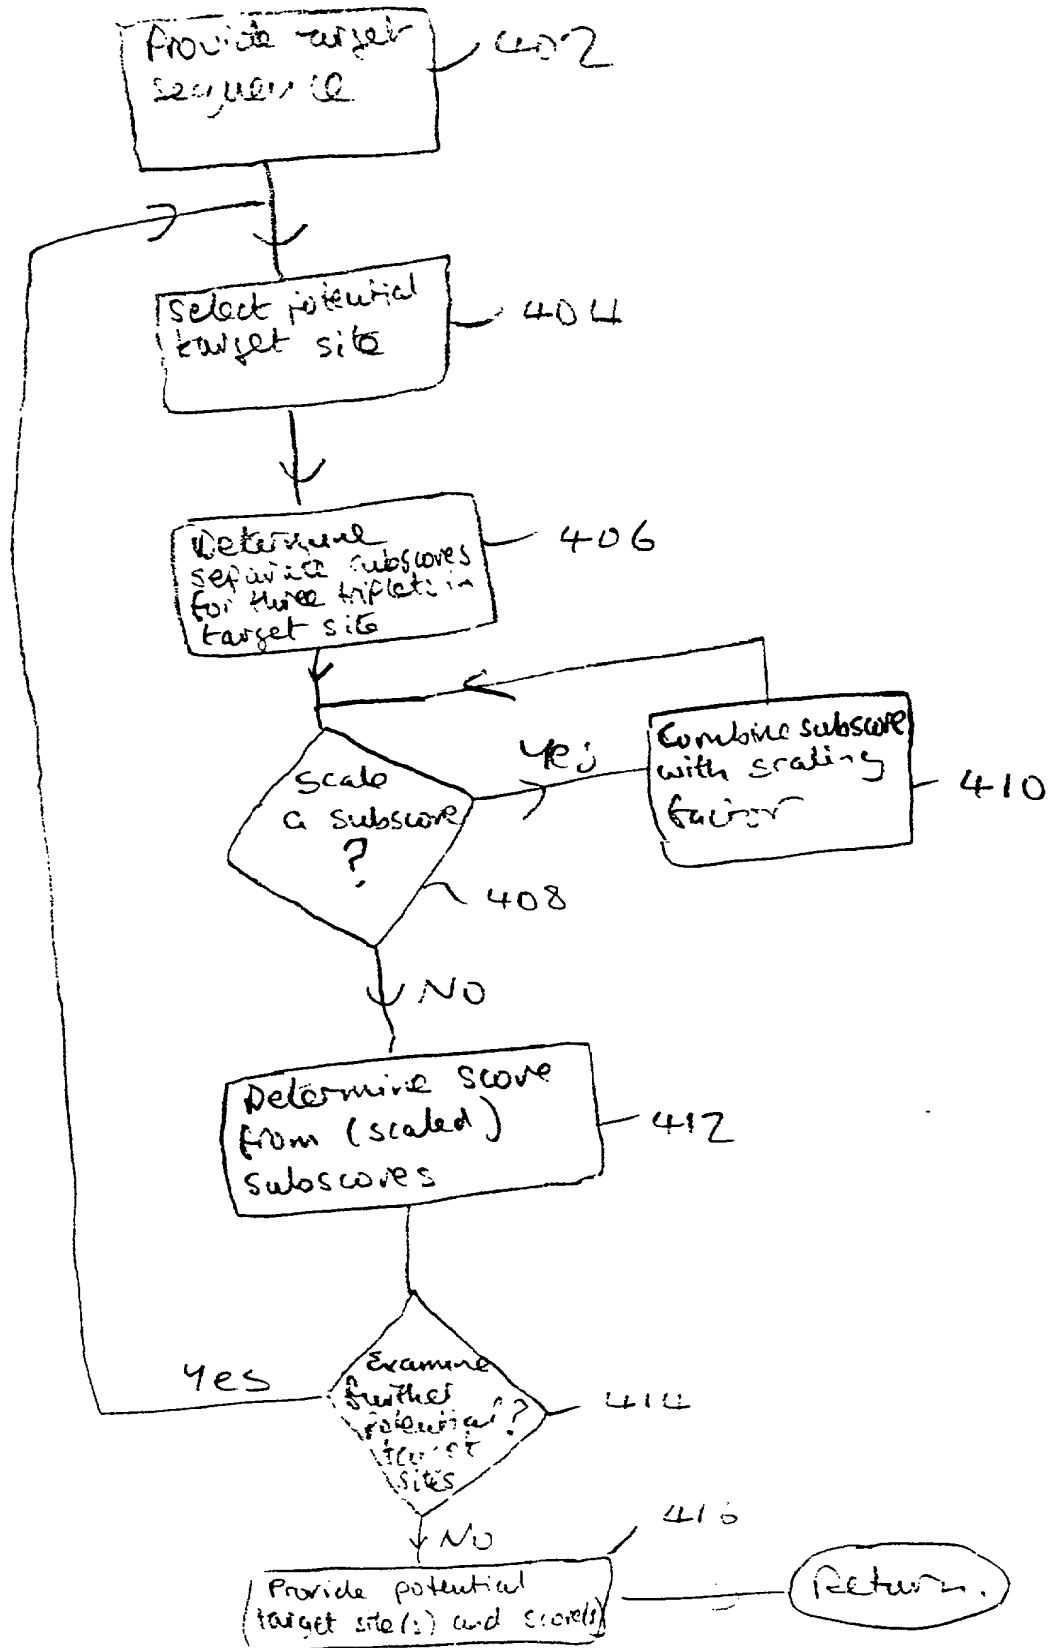 Provide target
sequence
402
Select potential
target site
404
Determine
separate subscores
for three triplets in
target site
406
Scale
a subscore
?
408
Yes
Combine subscore
with scaling
factor
410
NO
Determine score
from (scaled)
subscores
412
Examine
further
potential
target
sites
?
414
Yes
NO
416
Provide potential
target site(s) and score(s)
Return.